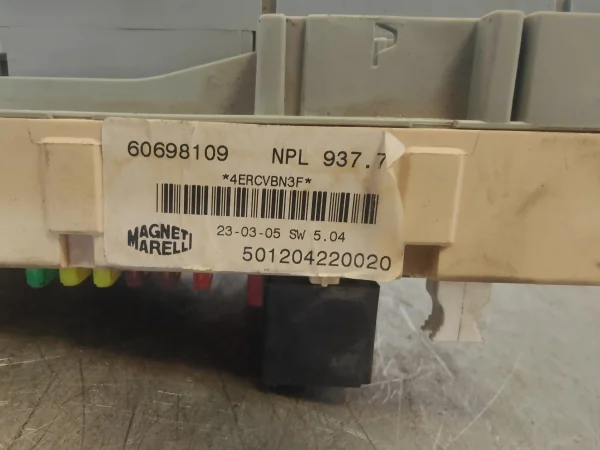 60698109 NPL 937.7
*4ERCVBN3F*
23-03-05 SW 5.04
MAGNETI MARELLI
501204220020